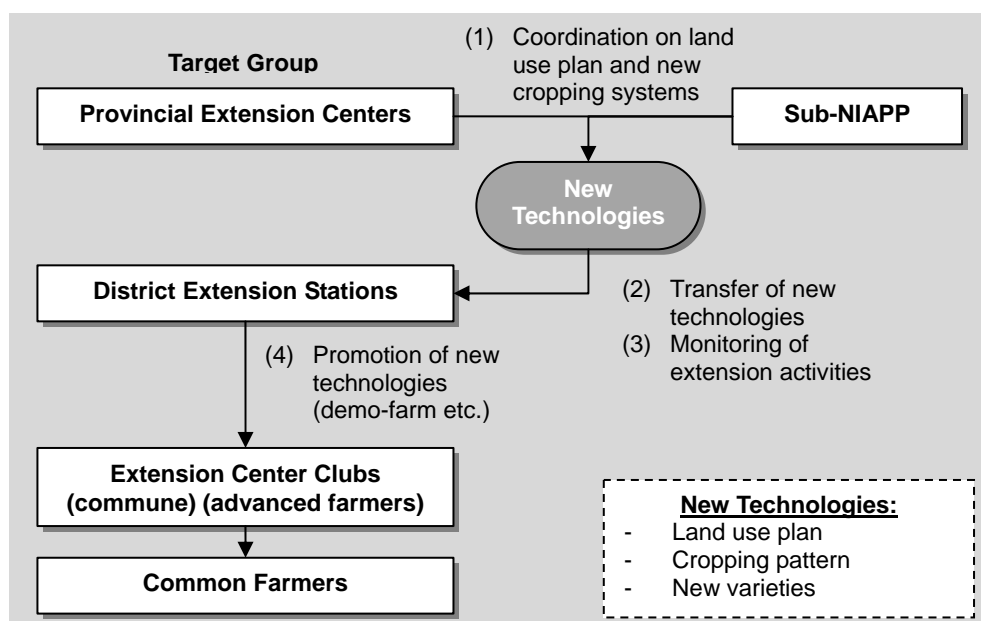 (1) Coordination on land
use plan and new
cropping systems
Target Group
Provincial Extension Centers
Sub-NIAPP
New
Technologies
District Extension Stations
(2) Transfer of new
technologies
(3) Monitoring of
extension activities
(4) Promotion of new
technologies
(demo-farm etc.)
Extension Center Clubs
(commune) (advanced farmers)
Common Farmers
New Technologies:
- Land use plan
- Cropping pattern
- New varieties